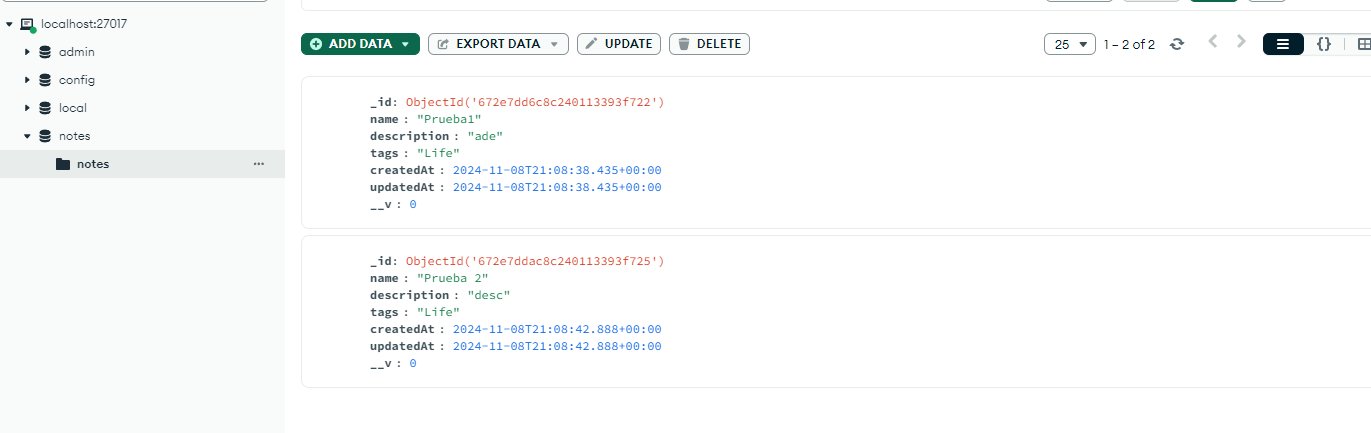 localhost:27017
admin
config
local
notes
notes
ADD DATA
EXPORT DATA
UPDATE
DELETE
25
1 – 2 of 2
{}
_id: ObjectId('672e7dd6c8c240113393f722')
name : "Prueba1"
description : "ade"
tags : "Life"
createdAt : 2024-11-08T21:08:38.435+00:00
updatedAt : 2024-11-08T21:08:38.435+00:00
__v : 0
_id: ObjectId('672e7ddac8c240113393f725')
name : "Prueba 2"
description : "desc"
tags : "Life"
createdAt : 2024-11-08T21:08:42.888+00:00
updatedAt : 2024-11-08T21:08:42.888+00:00
__v : 0